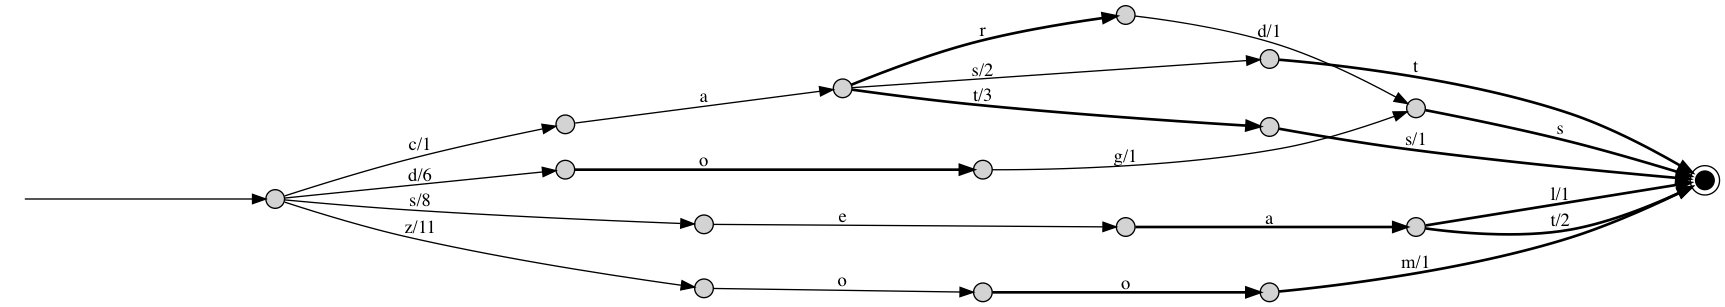 r
d/1
s/2
t
t/3
a
s
c/1
s/1
o
g/1
d/6
s/8
l/1
e
a
t/2
z/11
m/1
o
o